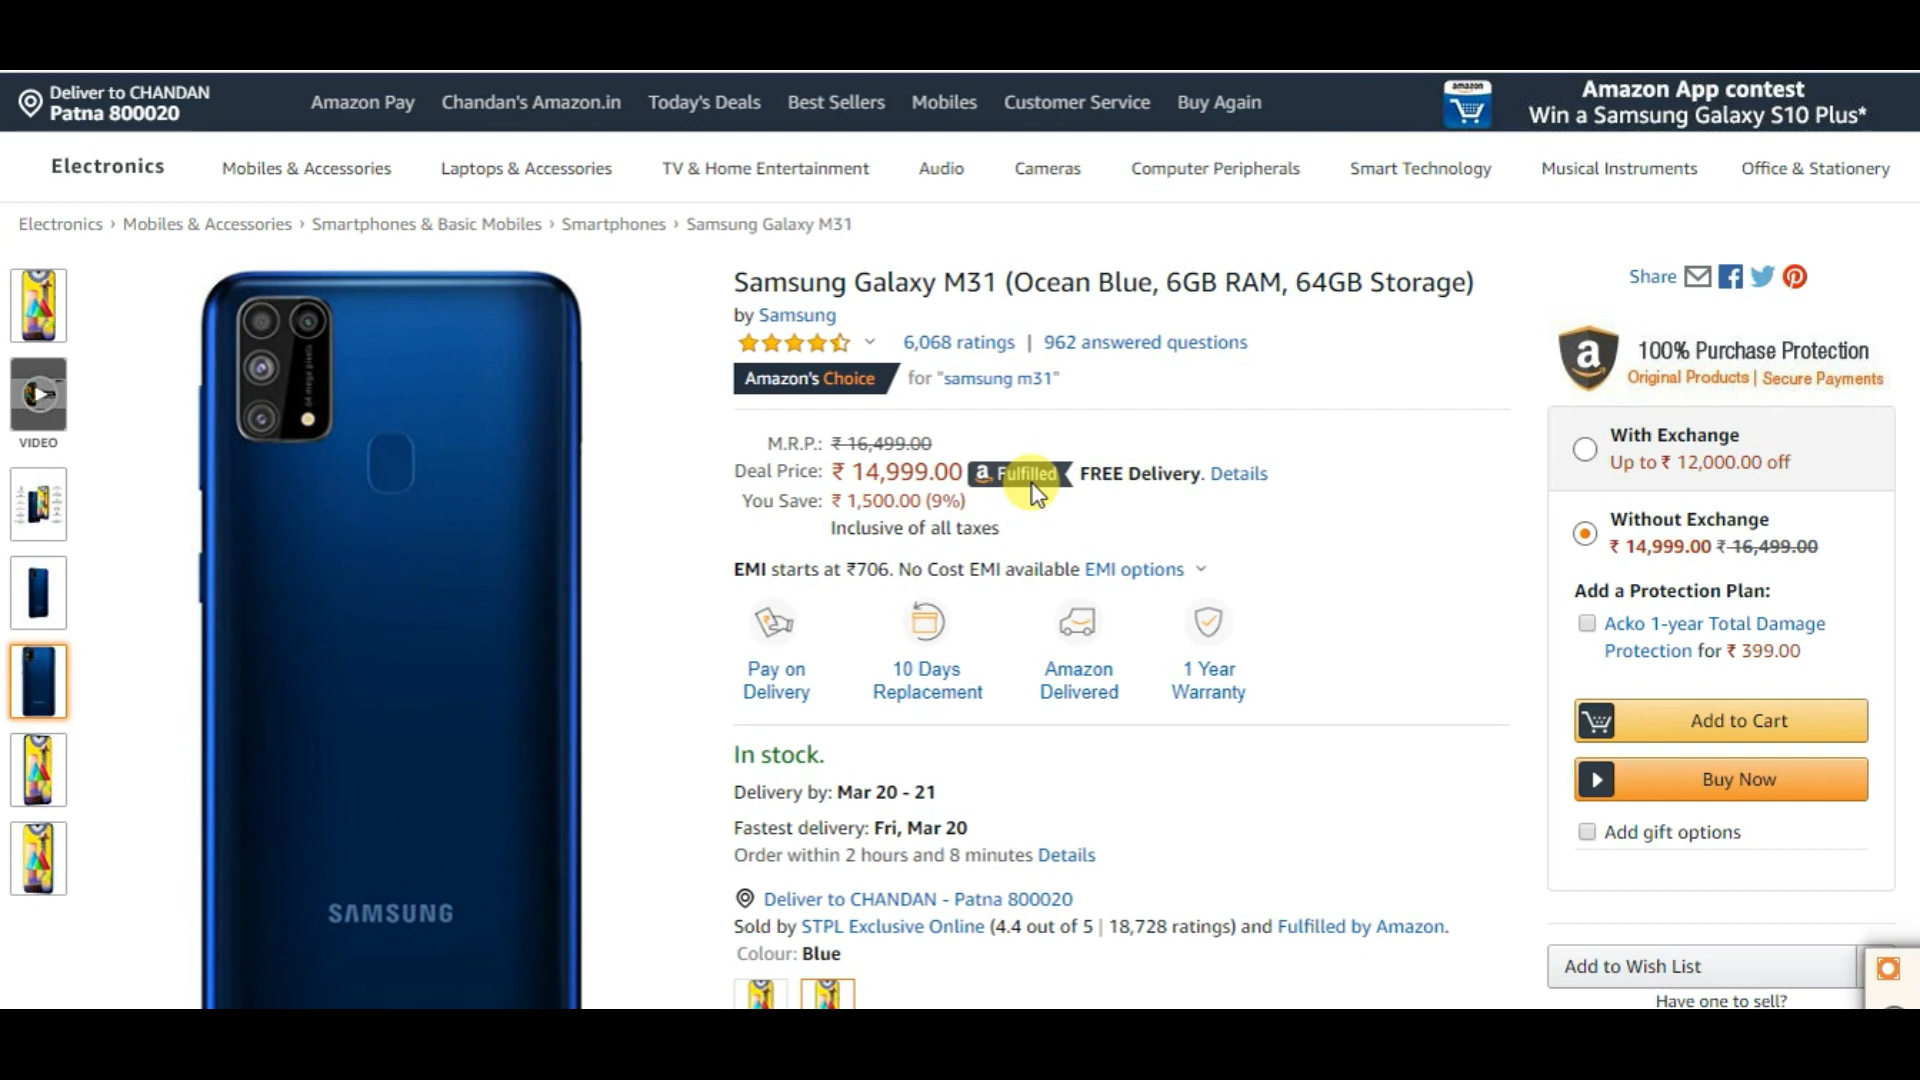 Deliver to CHANDAN
Patna 800020
Amazon Pay
Chandan's Amazon.in
Today's Deals
Best Sellers
Mobiles
Customer Service
Buy Again
amazon
Amazon App contest
Win a Samsung Galaxy S10 Plus*
Electronics
Mobiles & Accessories
Laptops & Accessories
TV & Home Entertainment
Audio
Cameras
Computer Peripherals
Smart Technology
Musical Instruments
Office & Stationery
Electronics › Mobiles & Accessories › Smartphones & Basic Mobiles › Smartphones › Samsung Galaxy M31
VIDEO
SAMSUNG
Samsung Galaxy M31 (Ocean Blue, 6GB RAM, 64GB Storage)
by Samsung
6,068 ratings | 962 answered questions
Amazon's Choice for "samsung m31"
M.R.P.: ₹ 16,499.00
Deal Price: ₹ 14,999.00 a Fulfilled FREE Delivery. Details
You Save: ₹ 1,500.00 (9%)
Inclusive of all taxes
EMI starts at ₹706. No Cost EMI available EMI options
Pay on
Delivery
10 Days
Replacement
Amazon
Delivered
1 Year
Warranty
In stock.
Delivery by: Mar 20 - 21
Fastest delivery: Fri, Mar 20
Order within 2 hours and 8 minutes Details
Deliver to CHANDAN - Patna 800020
Sold by STPL Exclusive Online (4.4 out of 5 | 18,728 ratings) and Fulfilled by Amazon.
Colour: Blue
Share
a
100% Purchase Protection
Original Products | Secure Payments
With Exchange
Up to ₹ 12,000.00 off
Without Exchange
₹ 14,999.00 ₹ 16,499.00
Add a Protection Plan:
Acko 1-year Total Damage
Protection for ₹ 399.00
Add to Cart
Buy Now
Add gift options
Add to Wish List
Have one to sell?